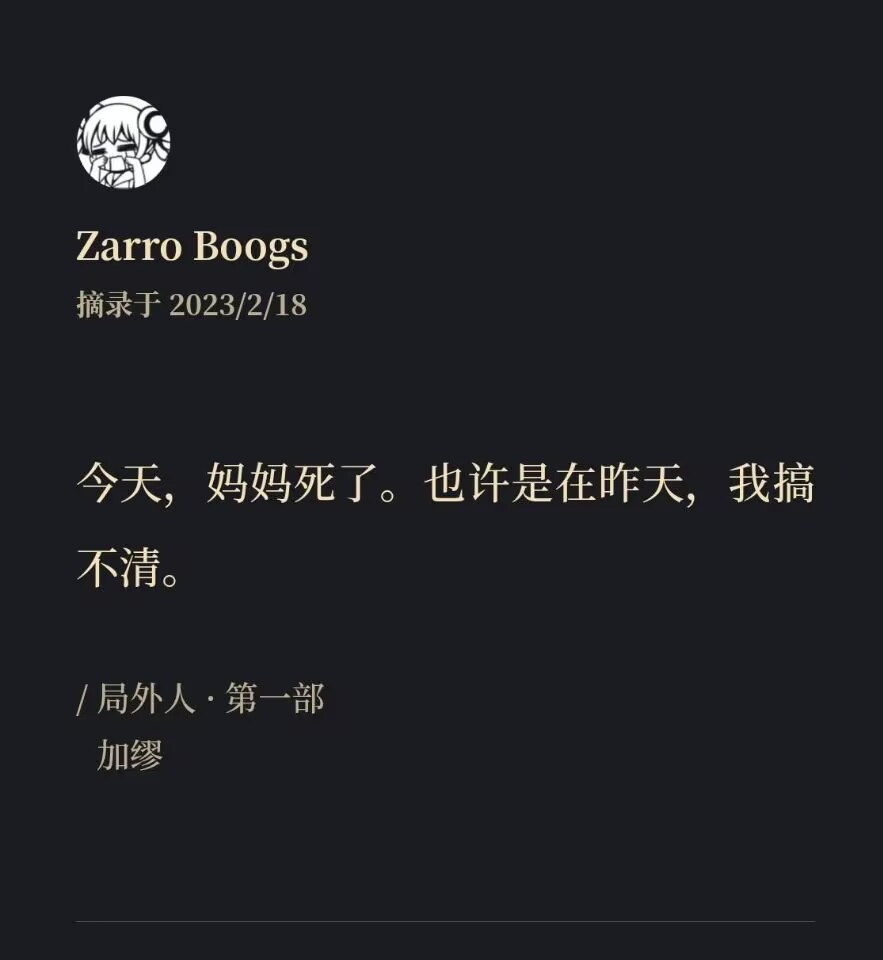 Zarro Boogs
摘录于 2023/2/18
今天，妈妈死了。也许是在昨天，我搞
不清。
/ 局外人 · 第一部
加缪